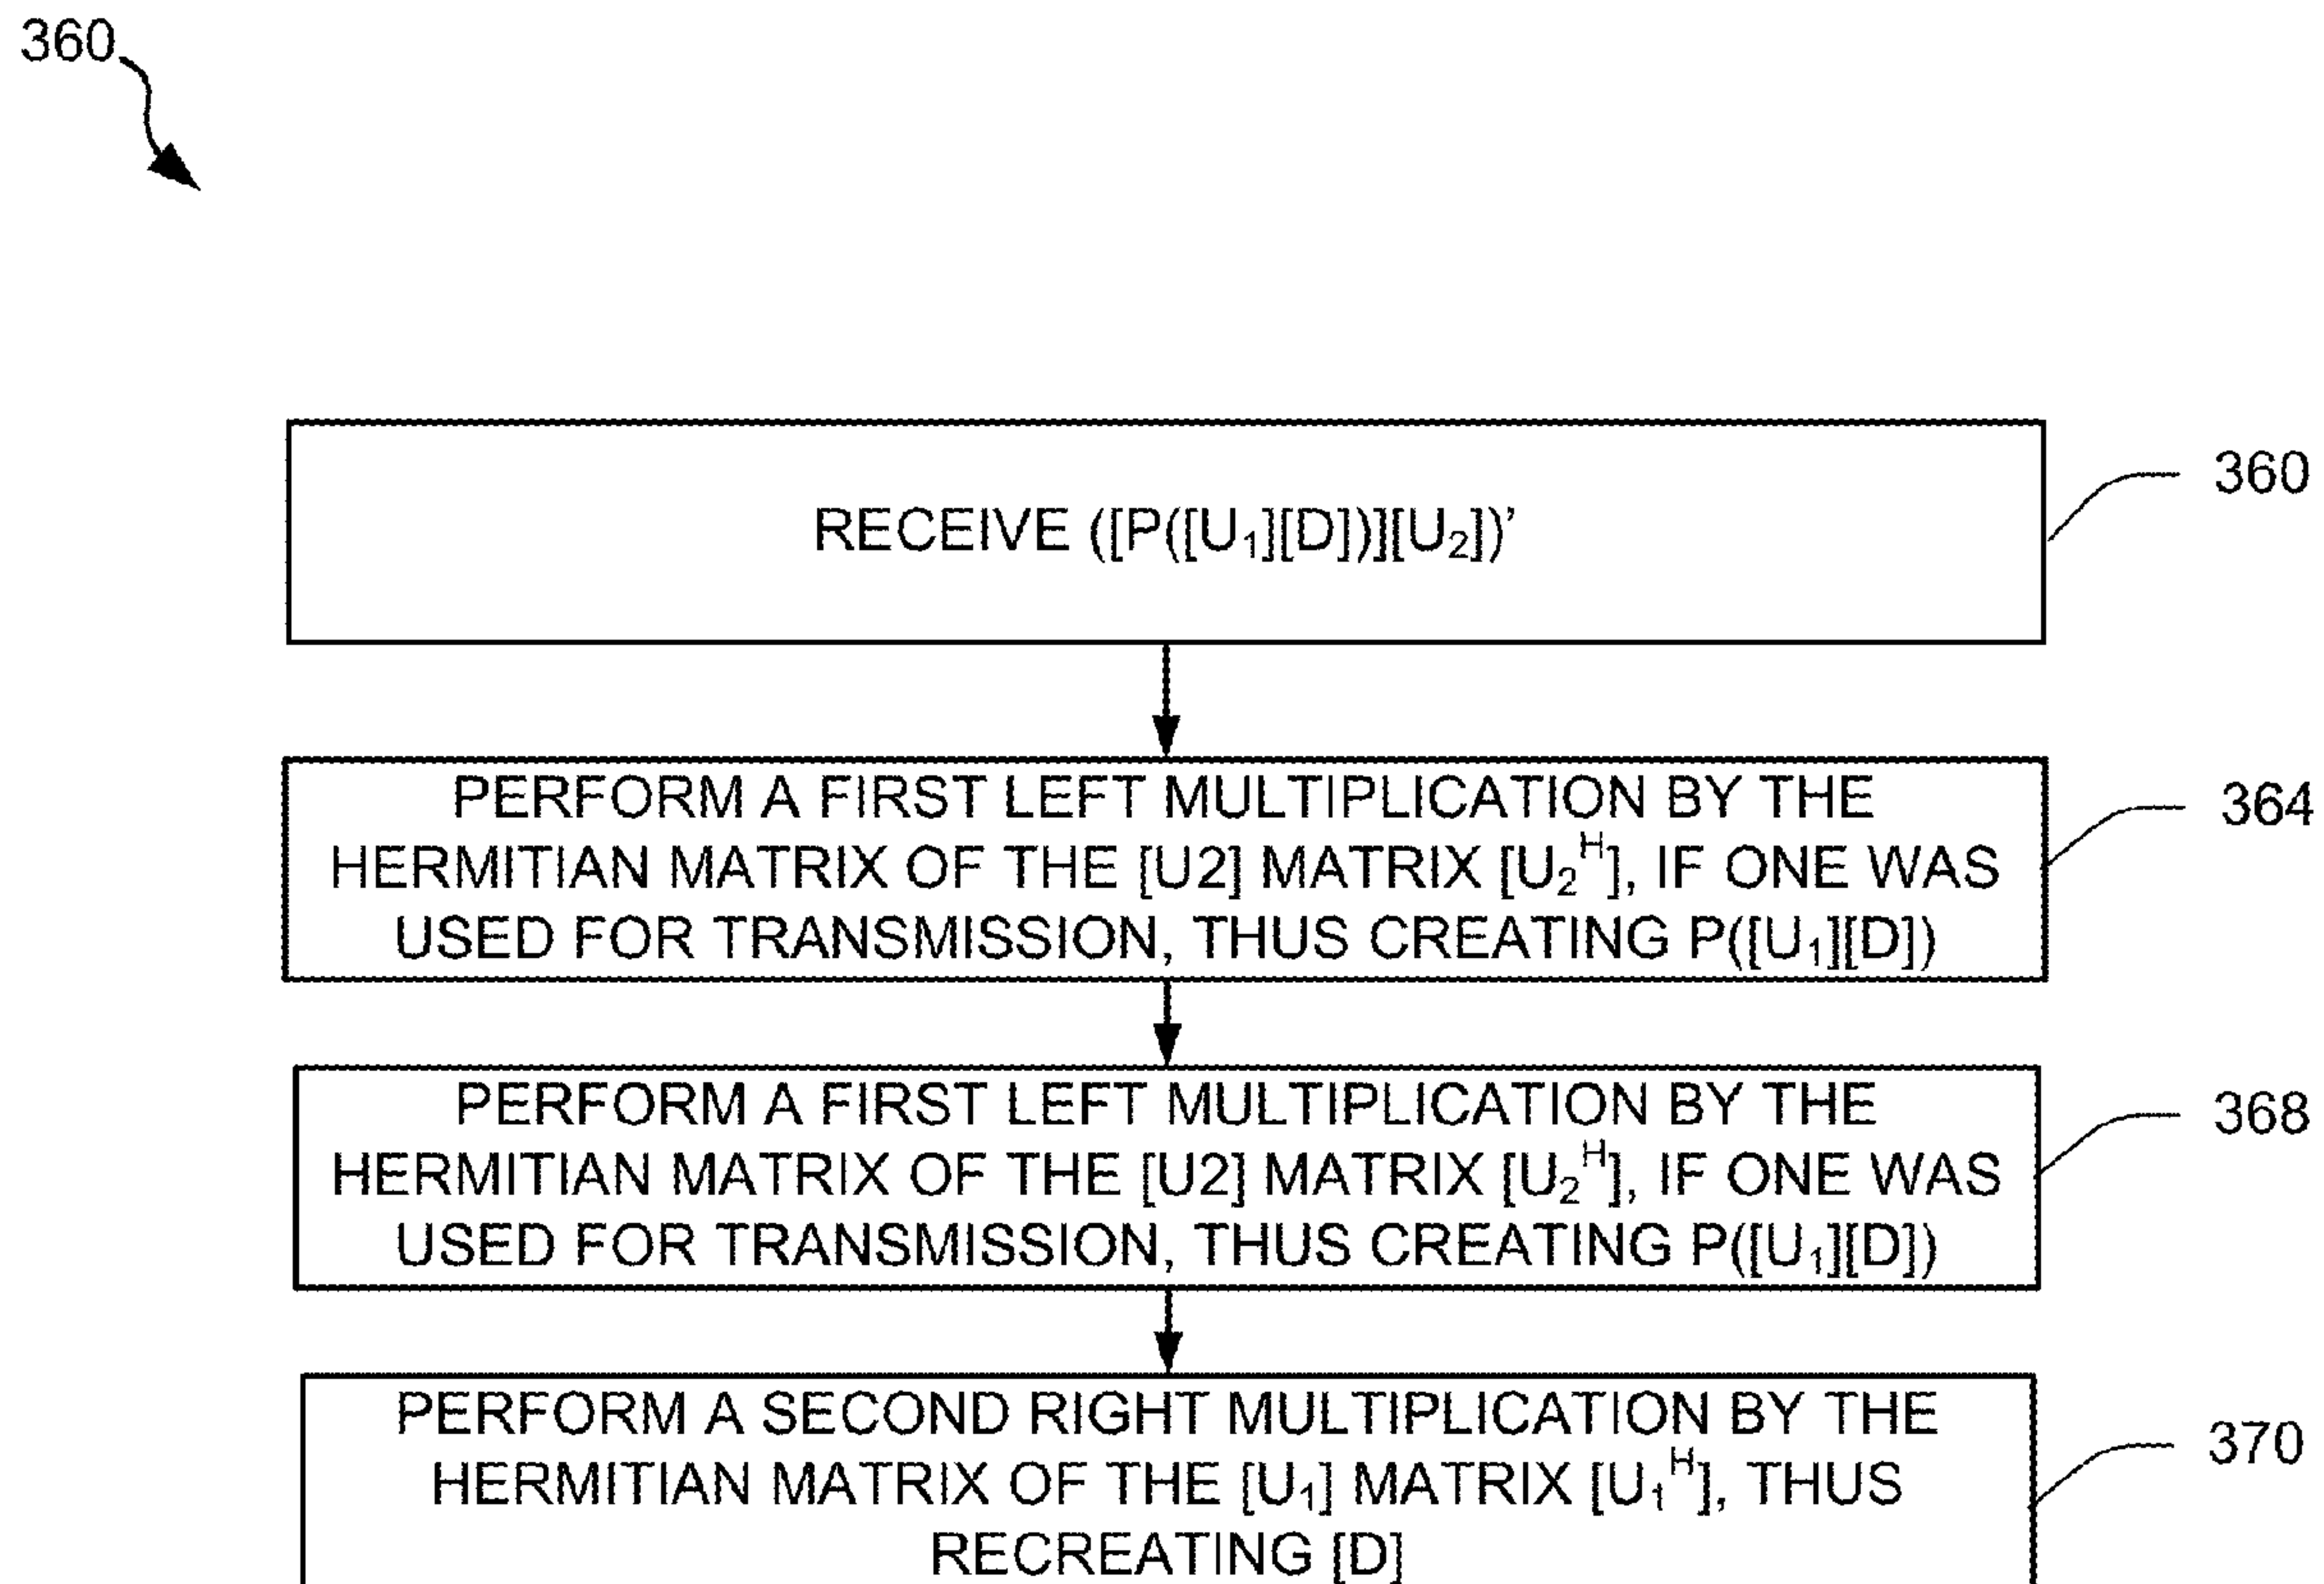 360
RECEIVE ([P([U₁][D])][U₂])’
360
PERFORM A FIRST LEFT MULTIPLICATION BY THE
HERMITIAN MATRIX OF THE [U2] MATRIX [U₂ᴴ], IF ONE WAS
USED FOR TRANSMISSION, THUS CREATING P([U₁][D])
364
PERFORM A FIRST LEFT MULTIPLICATION BY THE
HERMITIAN MATRIX OF THE [U2] MATRIX [U₂ᴴ], IF ONE WAS
USED FOR TRANSMISSION, THUS CREATING P([U₁][D])
368
PERFORM A SECOND RIGHT MULTIPLICATION BY THE
HERMITIAN MATRIX OF THE [U₁] MATRIX [U₁ᴴ], THUS
RECREATING [D]
370